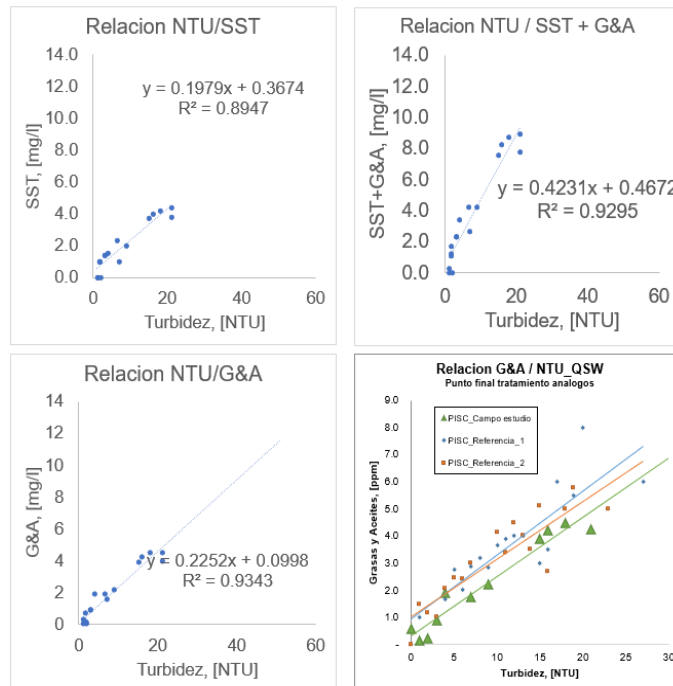 Relacion NTU/SST
14.0
12.0
10.0
8.0
6.0
4.0
2.0
0.0
SST, [mg/l]
y = 0.1979x + 0.3674
R² = 0.8947
0
20
40
60
Turbidez, [NTU]
Relacion NTU / SST + G&A
14.0
12.0
10.0
8.0
6.0
4.0
2.0
0.0
SST+G&A, [mg/l]
y = 0.4231x + 0.4672
R² = 0.9295
0
20
40
60
Turbidez, [NTU]
Relacion NTU/G&A
14
12
10
8
6
4
2
0
G&A, [mg/l]
y = 0.2252x + 0.0998
R² = 0.9343
0
20
40
60
Turbidez, [NTU]
Relacion G&A / NTU_QSW
Punto final tratamiento analogos
9.0
8.0
7.0
6.0
5.0
4.0
3.0
2.0
1.0
-
Grasas y Aceites, [ppm]
PISC_Campo estudio
PISC_Referencia_1
PISC_Referencia_2
0
5
10
15
20
25
30
Turbidez, [NTU]